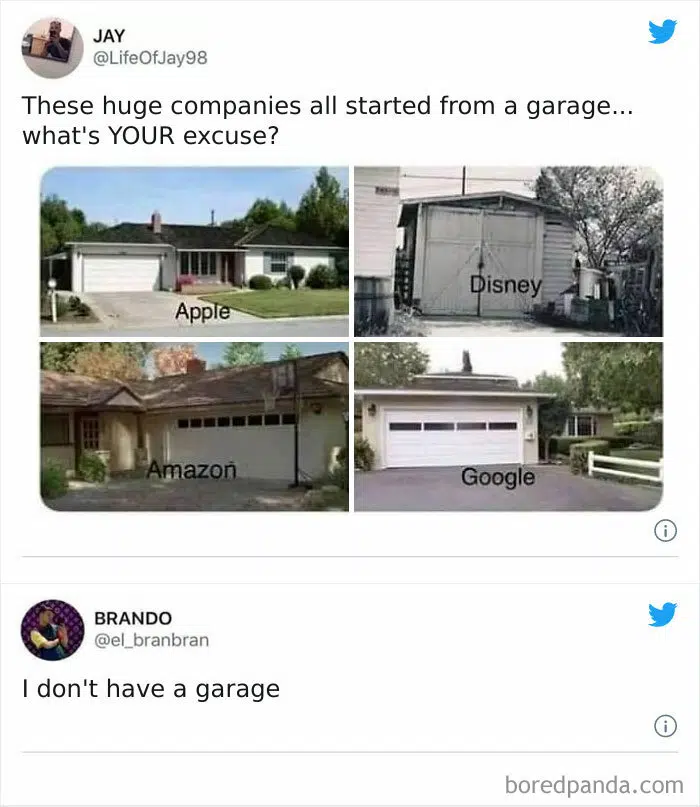 JAY
@LifeOfJay98
These huge companies all started from a garage...
what's YOUR excuse?
Apple
Disney
Amazon
Google
BRANDO
@el_branbran
I don't have a garage
boredpanda.com